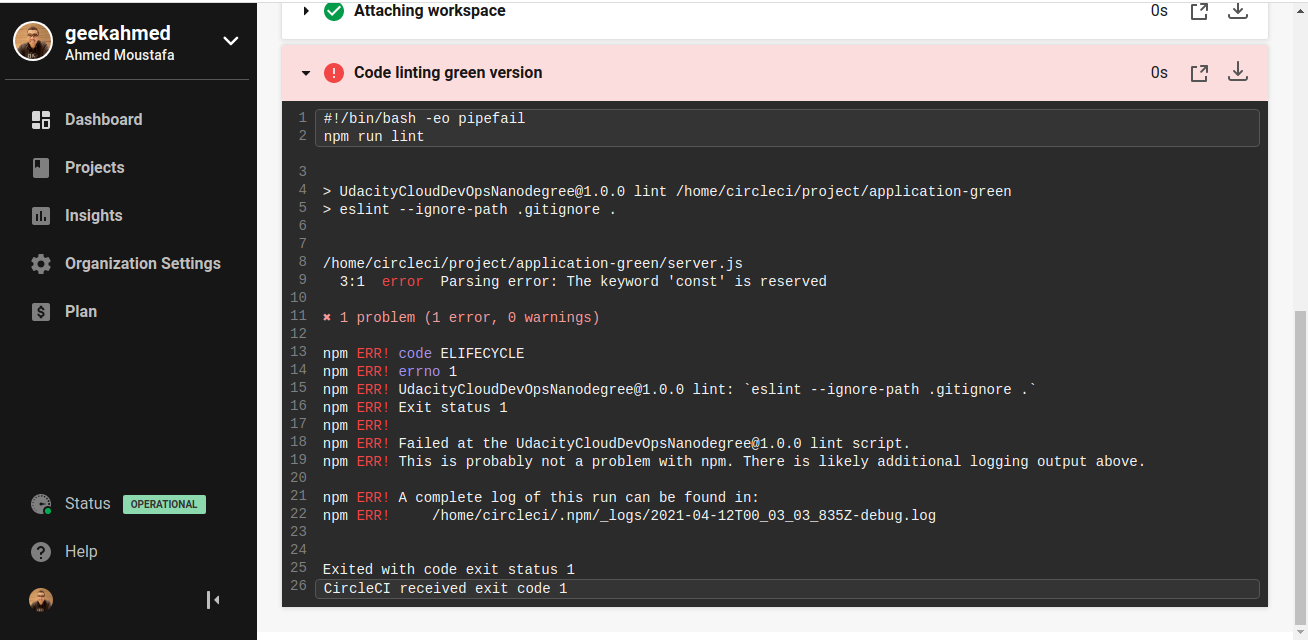 geekahmed
Ahmed Moustafa
Dashboard
Projects
Insights
Organization Settings
Plan
Status OPERATIONAL
Help
Attaching workspace 0s
Code linting green version 0s
1 #!/bin/bash -eo pipefail
2 npm run lint
3
4 > UdacityCloudDevOpsNanodegree@1.0.0 lint /home/circleci/project/application-green
5 > eslint --ignore-path .gitignore .
6
7
8 /home/circleci/project/application-green/server.js
9   3:1  error  Parsing error: The keyword 'const' is reserved
10
11 ✖ 1 problem (1 error, 0 warnings)
12
13 npm ERR! code ELIFECYCLE
14 npm ERR! errno 1
15 npm ERR! UdacityCloudDevOpsNanodegree@1.0.0 lint: `eslint --ignore-path .gitignore .`
16 npm ERR! Exit status 1
17 npm ERR!
18 npm ERR! Failed at the UdacityCloudDevOpsNanodegree@1.0.0 lint script.
19 npm ERR! This is probably not a problem with npm. There is likely additional logging output above.
20
21 npm ERR! A complete log of this run can be found in:
22 npm ERR!     /home/circleci/.npm/_logs/2021-04-12T00_03_03_835Z-debug.log
23
24
25 Exited with code exit status 1
26 CircleCI received exit code 1